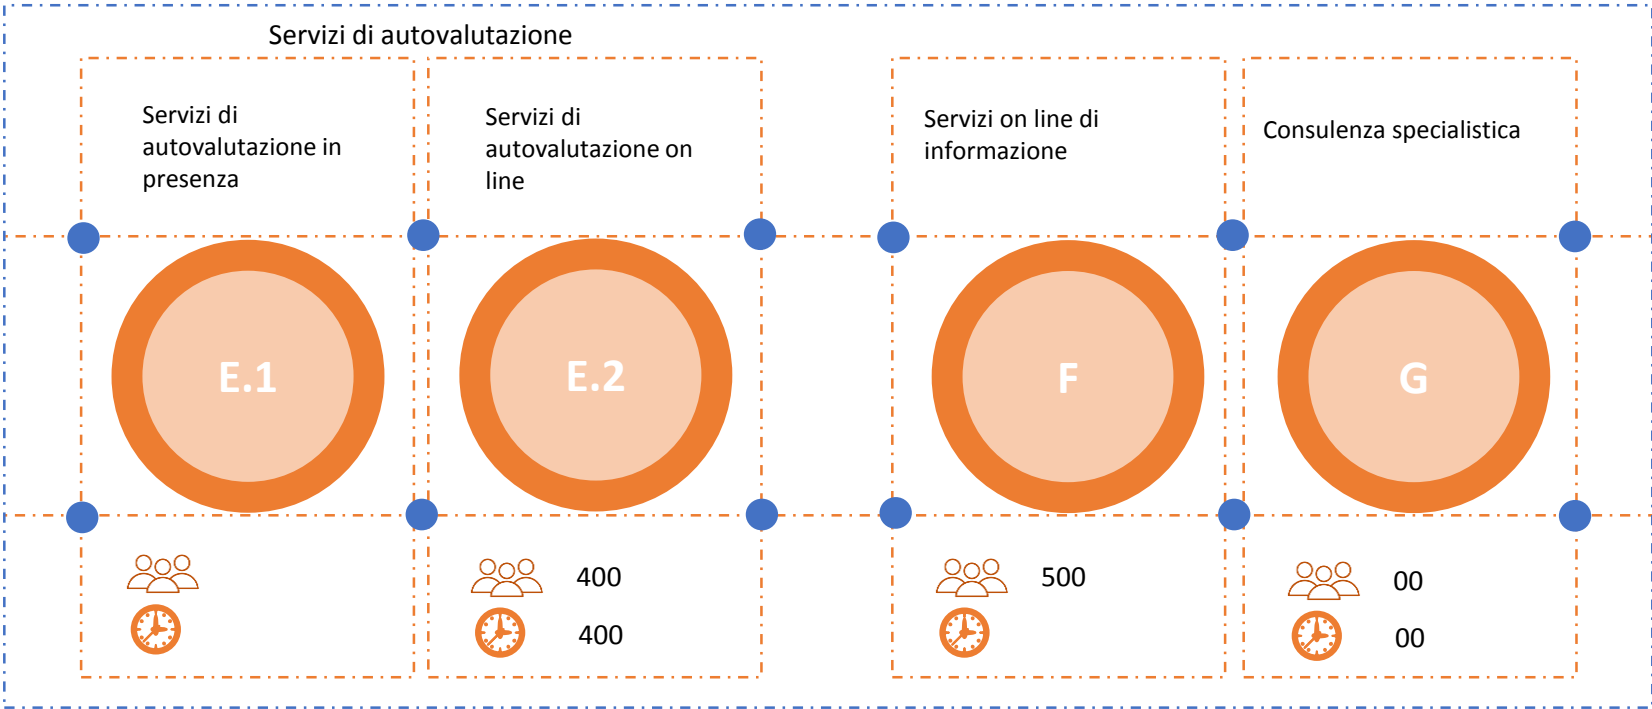 Servizi di autovalutazione
Servizi di
autovalutazione in
presenza
Servizi di
autovalutazione on
line
Servizi on line di
informazione
Consulenza specialistica
E.1
E.2
F
G
400
400
500
00
00